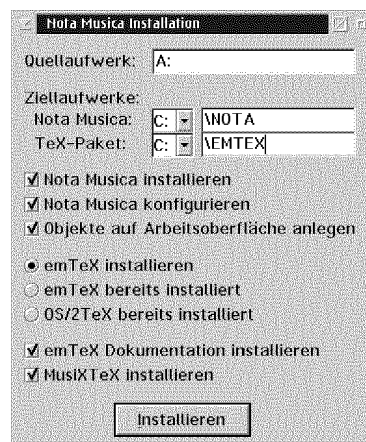 Nota Musica Installation
Quellaufwerk: A:
Ziellaufwerke:
Nota Musica: C: \NOTA
TeX-Paket: C: \EMTEX
Nota Musica installieren
Nota Musica konfigurieren
Objekte auf Arbeitsoberfläche anlegen
emTeX installieren
emTeX bereits installiert
OS/2TeX bereits installiert
emTeX Dokumentation installieren
MusiXTeX installieren
Installieren